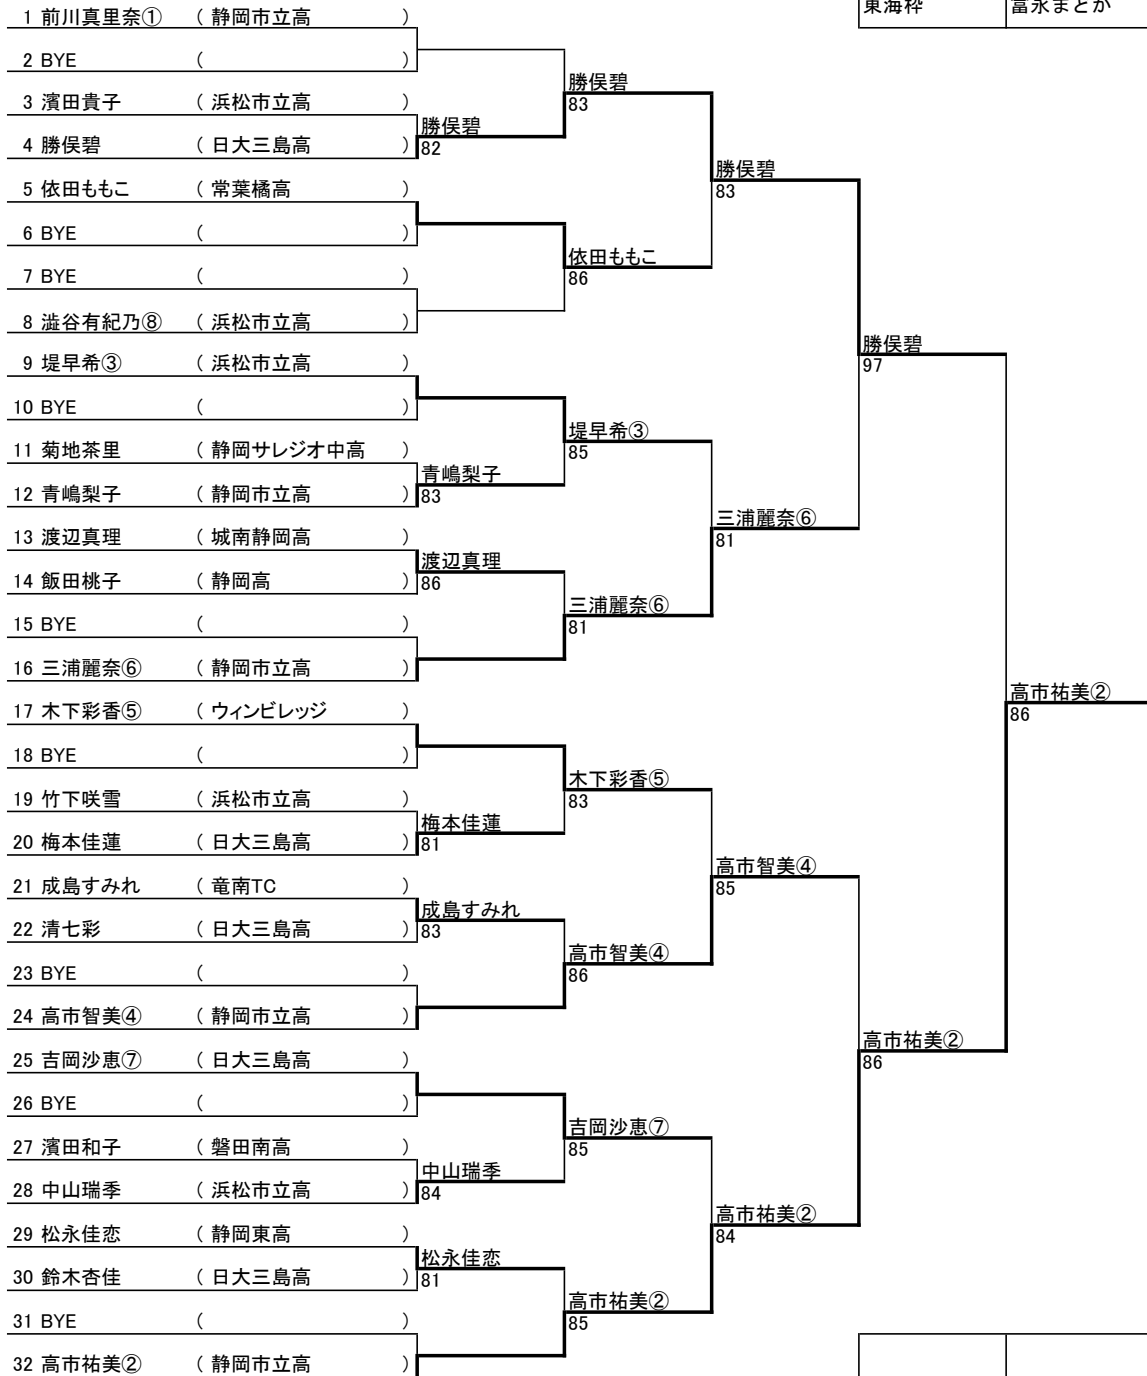 東海枠 富永まどか
1 前川真里奈① ( 静岡市立高 )
2 BYE ( )
勝俣碧
83
3 濱田貴子 ( 浜松市立高 )
勝俣碧
4 勝俣碧 ( 日大三島高 ) 82
勝俣碧
83
5 依田ももこ ( 常葉橘高 )
6 BYE ( )
依田ももこ
86
7 BYE ( )
8 澁谷有紀乃⑧ ( 浜松市立高 )
勝俣碧
97
9 堤早希③ ( 浜松市立高 )
10 BYE ( )
堤早希③
85
11 菊地茶里 ( 静岡サレジオ中高 )
青嶋梨子
12 青嶋梨子 ( 静岡市立高 ) 83
三浦麗奈⑥
81
13 渡辺真理 ( 城南静岡高 )
渡辺真理
14 飯田桃子 ( 静岡高 ) 86
三浦麗奈⑥
81
15 BYE ( )
16 三浦麗奈⑥ ( 静岡市立高 )
高市祐美②
86
17 木下彩香⑤ ( ウィンビレッジ )
18 BYE ( )
木下彩香⑤
83
19 竹下咲雪 ( 浜松市立高 )
梅本佳蓮
20 梅本佳蓮 ( 日大三島高 ) 81
高市智美④
85
21 成島すみれ ( 竜南TC )
成島すみれ
22 清七彩 ( 日大三島高 ) 83
高市智美④
86
23 BYE ( )
24 高市智美④ ( 静岡市立高 )
高市祐美②
86
25 吉岡沙恵⑦ ( 日大三島高 )
26 BYE ( )
吉岡沙恵⑦
85
27 濱田和子 ( 磐田南高 )
中山瑞季
28 中山瑞季 ( 浜松市立高 ) 84
高市祐美②
84
29 松永佳恋 ( 静岡東高 )
松永佳恋
30 鈴木杏佳 ( 日大三島高 ) 81
高市祐美②
85
31 BYE ( )
32 高市祐美② ( 静岡市立高 )